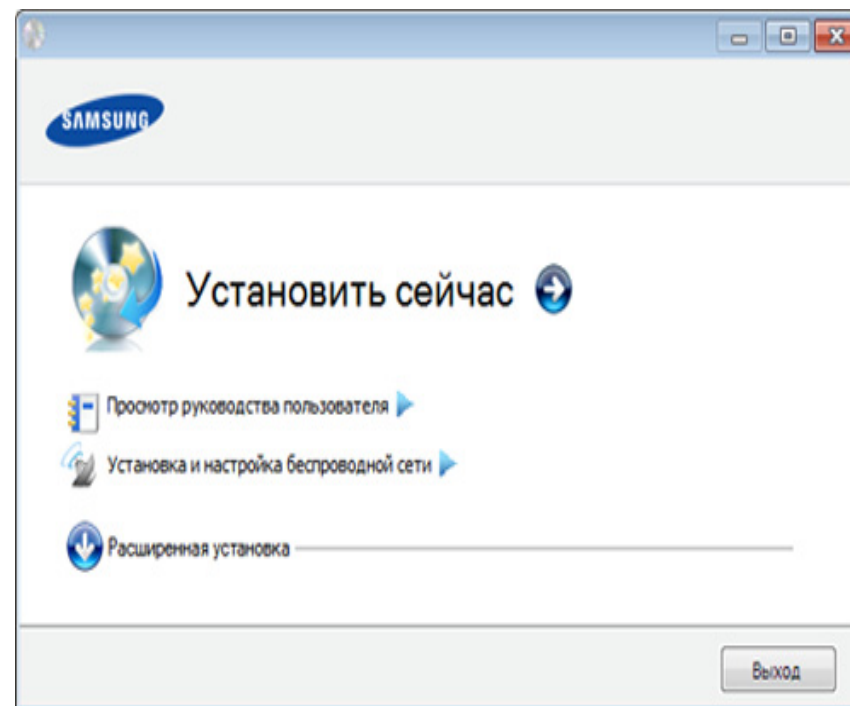 SAMSUNG
Установить сейчас
Просмотр руководства пользователя
Установка и настройка беспроводной сети
Расширенная установка
Выход